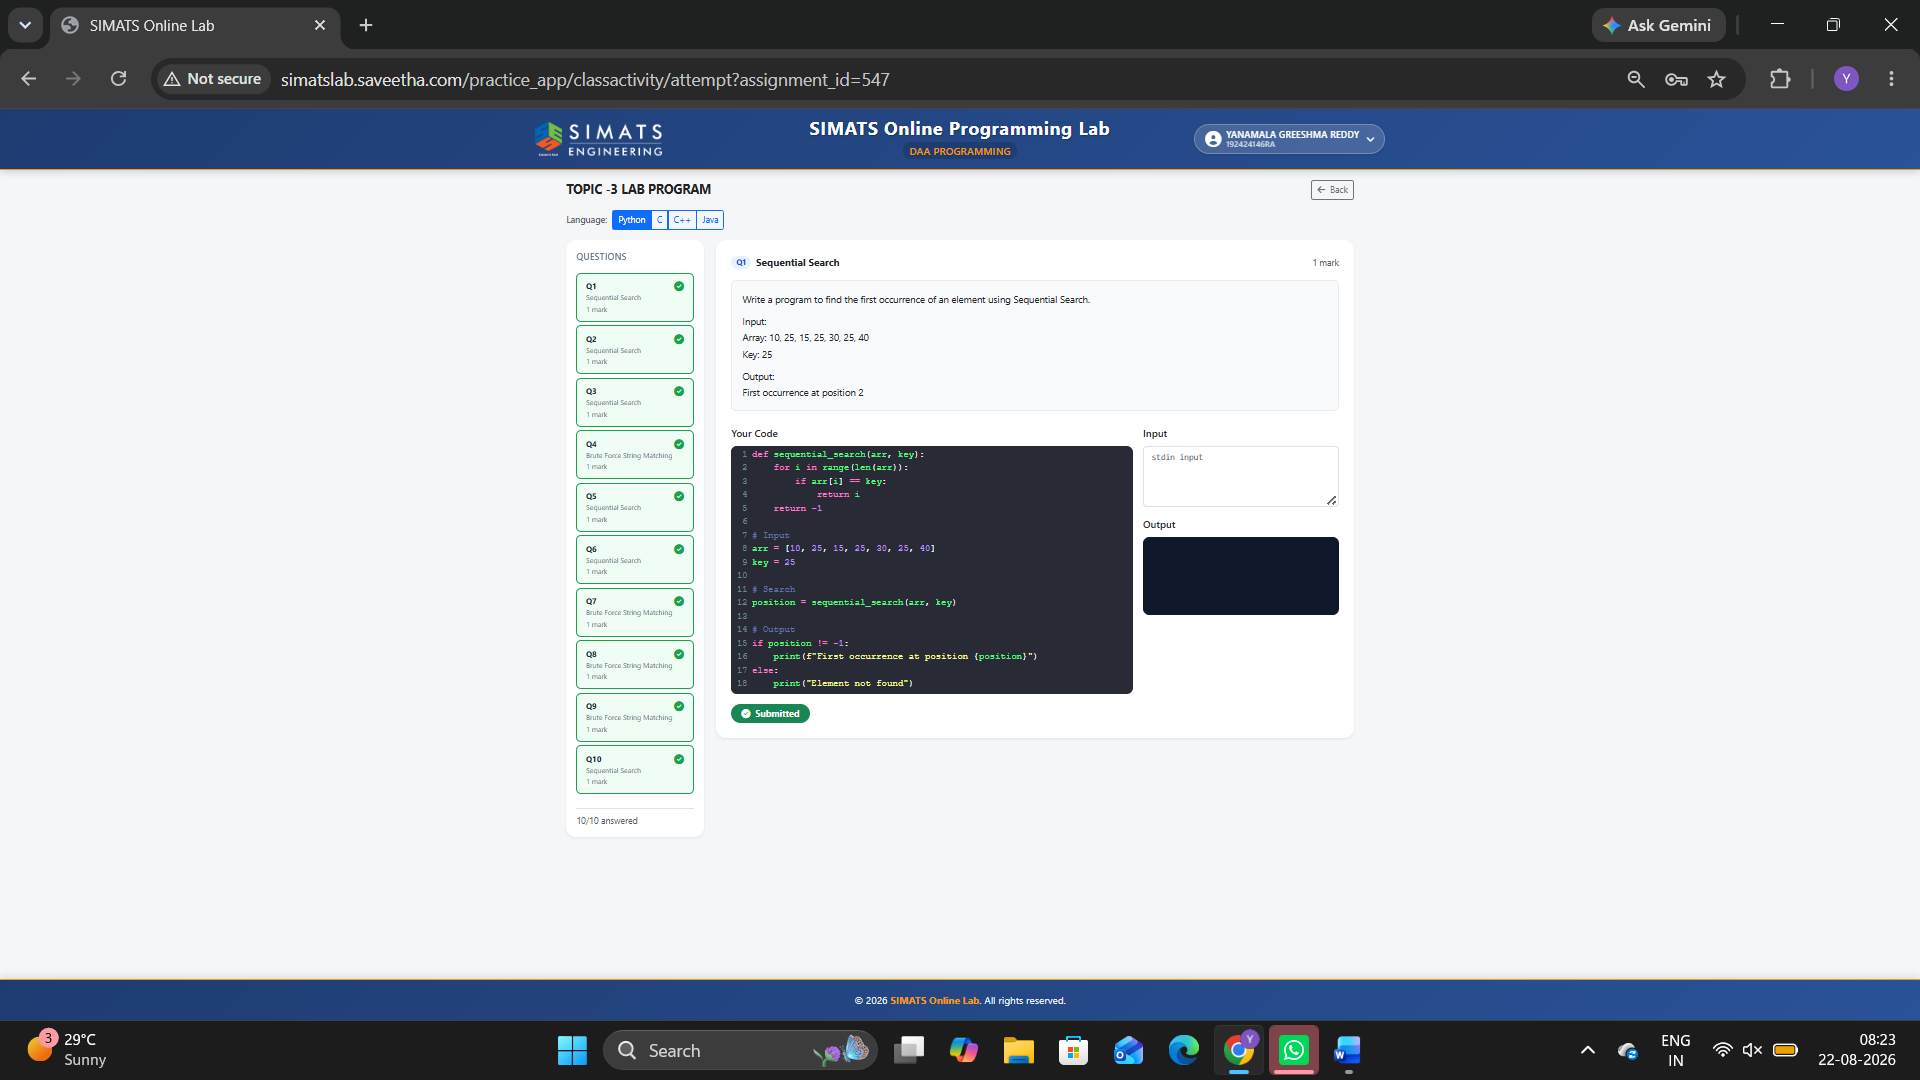 SIMATS Online Lab
Ask Gemini
Not secure
simatslab.saveetha.com/practice_app/classactivity/attempt?assignment_id=547
Y
SIMATS
ENGINEERING
SIMATS Online Programming Lab
DAA PROGRAMMING
YANAMALA GREESHMA REDDY
192424146RA
TOPIC -3 LAB PROGRAM
← Back
Language: Python C C++ Java
QUESTIONS
Q1
Sequential Search
1 mark
Q2
Sequential Search
1 mark
Q3
Sequential Search
1 mark
Q4
Brute Force String Matching
1 mark
Q5
Sequential Search
1 mark
Q6
Sequential Search
1 mark
Q7
Brute Force String Matching
1 mark
Q8
Brute Force String Matching
1 mark
Q9
Brute Force String Matching
1 mark
Q10
Sequential Search
1 mark
10/10 answered
Q1 Sequential Search
1 mark
Write a program to find the first occurrence of an element using Sequential Search.
Input:
Array: 10, 25, 15, 25, 30, 25, 40
Key: 25
Output:
First occurrence at position 2
Your Code
1 def sequential_search(arr, key):
2     for i in range(len(arr)):
3         if arr[i] == key:
4             return i
5     return -1
6
7 # Input
8 arr = [10, 25, 15, 25, 30, 25, 40]
9 key = 25
10
11 # Search
12 position = sequential_search(arr, key)
13
14 # Output
15 if position != -1:
16     print(f"First occurrence at position {position}")
17 else:
18     print("Element not found")
Submitted
Input
stdin input
Output
© 2026 SIMATS Online Lab. All rights reserved.
3
29°C
Sunny
Search
Y
ENG
IN
08:23
22-08-2026